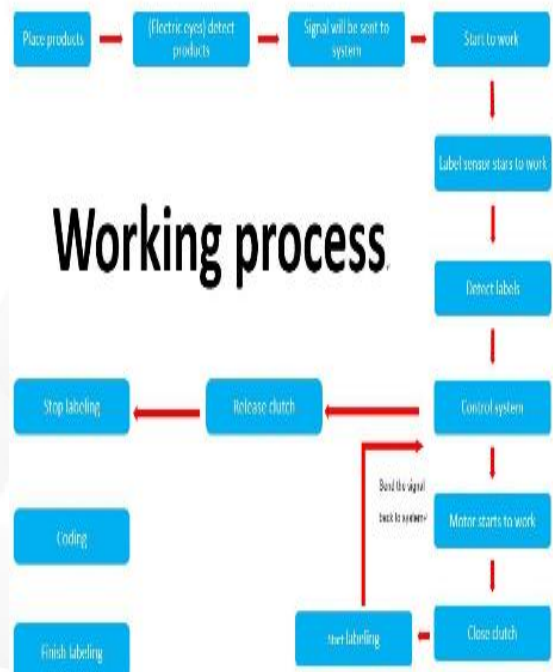 Place products
(Electric eyes) detect
products
Signal will be sent to
system
Start to work
Label sensor stars to work
Working process
Detect labels
Control system
Release clutch
Stop labeling
Send the signal
back to system
Motor starts to work
Close clutch
Start labeling
Coding
Finish labeling